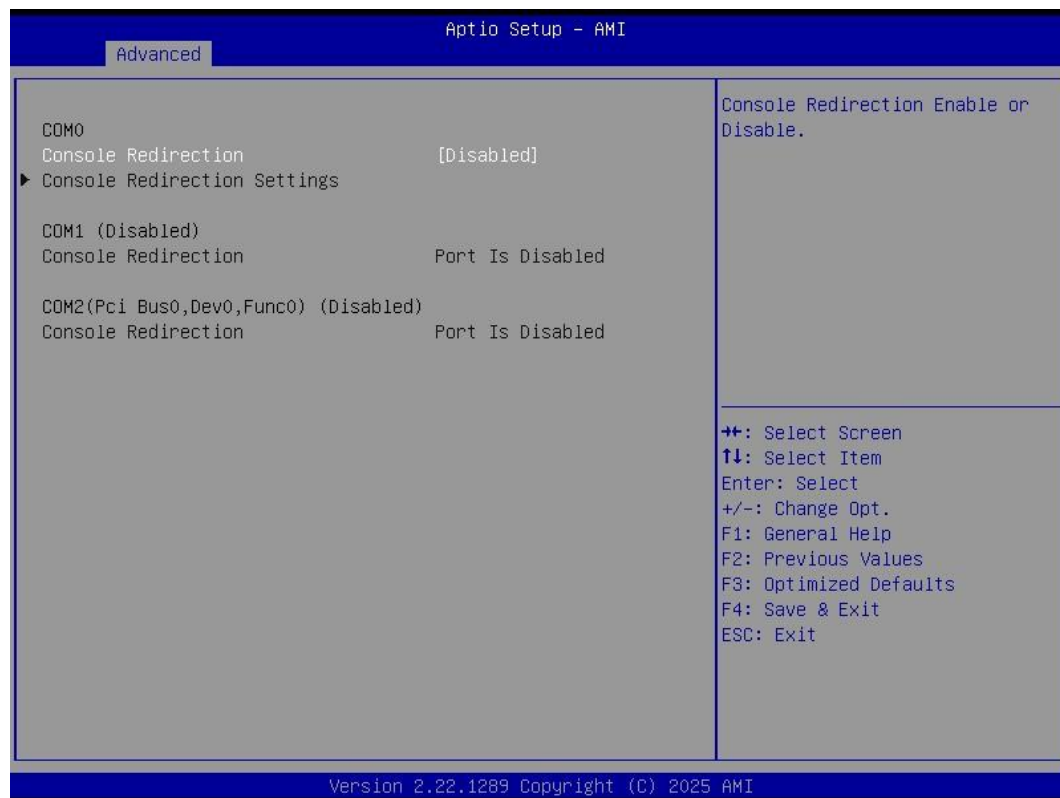 Aptio Setup – AMI
Advanced
COM0
Console Redirection [Disabled]
▶ Console Redirection Settings
COM1 (Disabled)
Console Redirection Port Is Disabled
COM2(Pci Bus0,Dev0,Func0) (Disabled)
Console Redirection Port Is Disabled
Console Redirection Enable or
Disable.
→←: Select Screen
↑↓: Select Item
Enter: Select
+/-: Change Opt.
F1: General Help
F2: Previous Values
F3: Optimized Defaults
F4: Save & Exit
ESC: Exit
Version 2.22.1289 Copyright (C) 2025 AMI